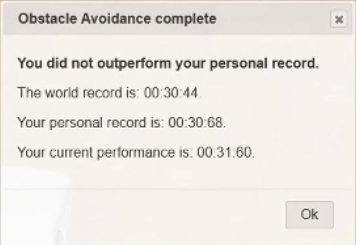 Obstacle Avoidance complete
You did not outperform your personal record.
The world record is: 00:30:44.
Your personal record is: 00:30:68.
Your current performance is: 00:31:60.
Ok